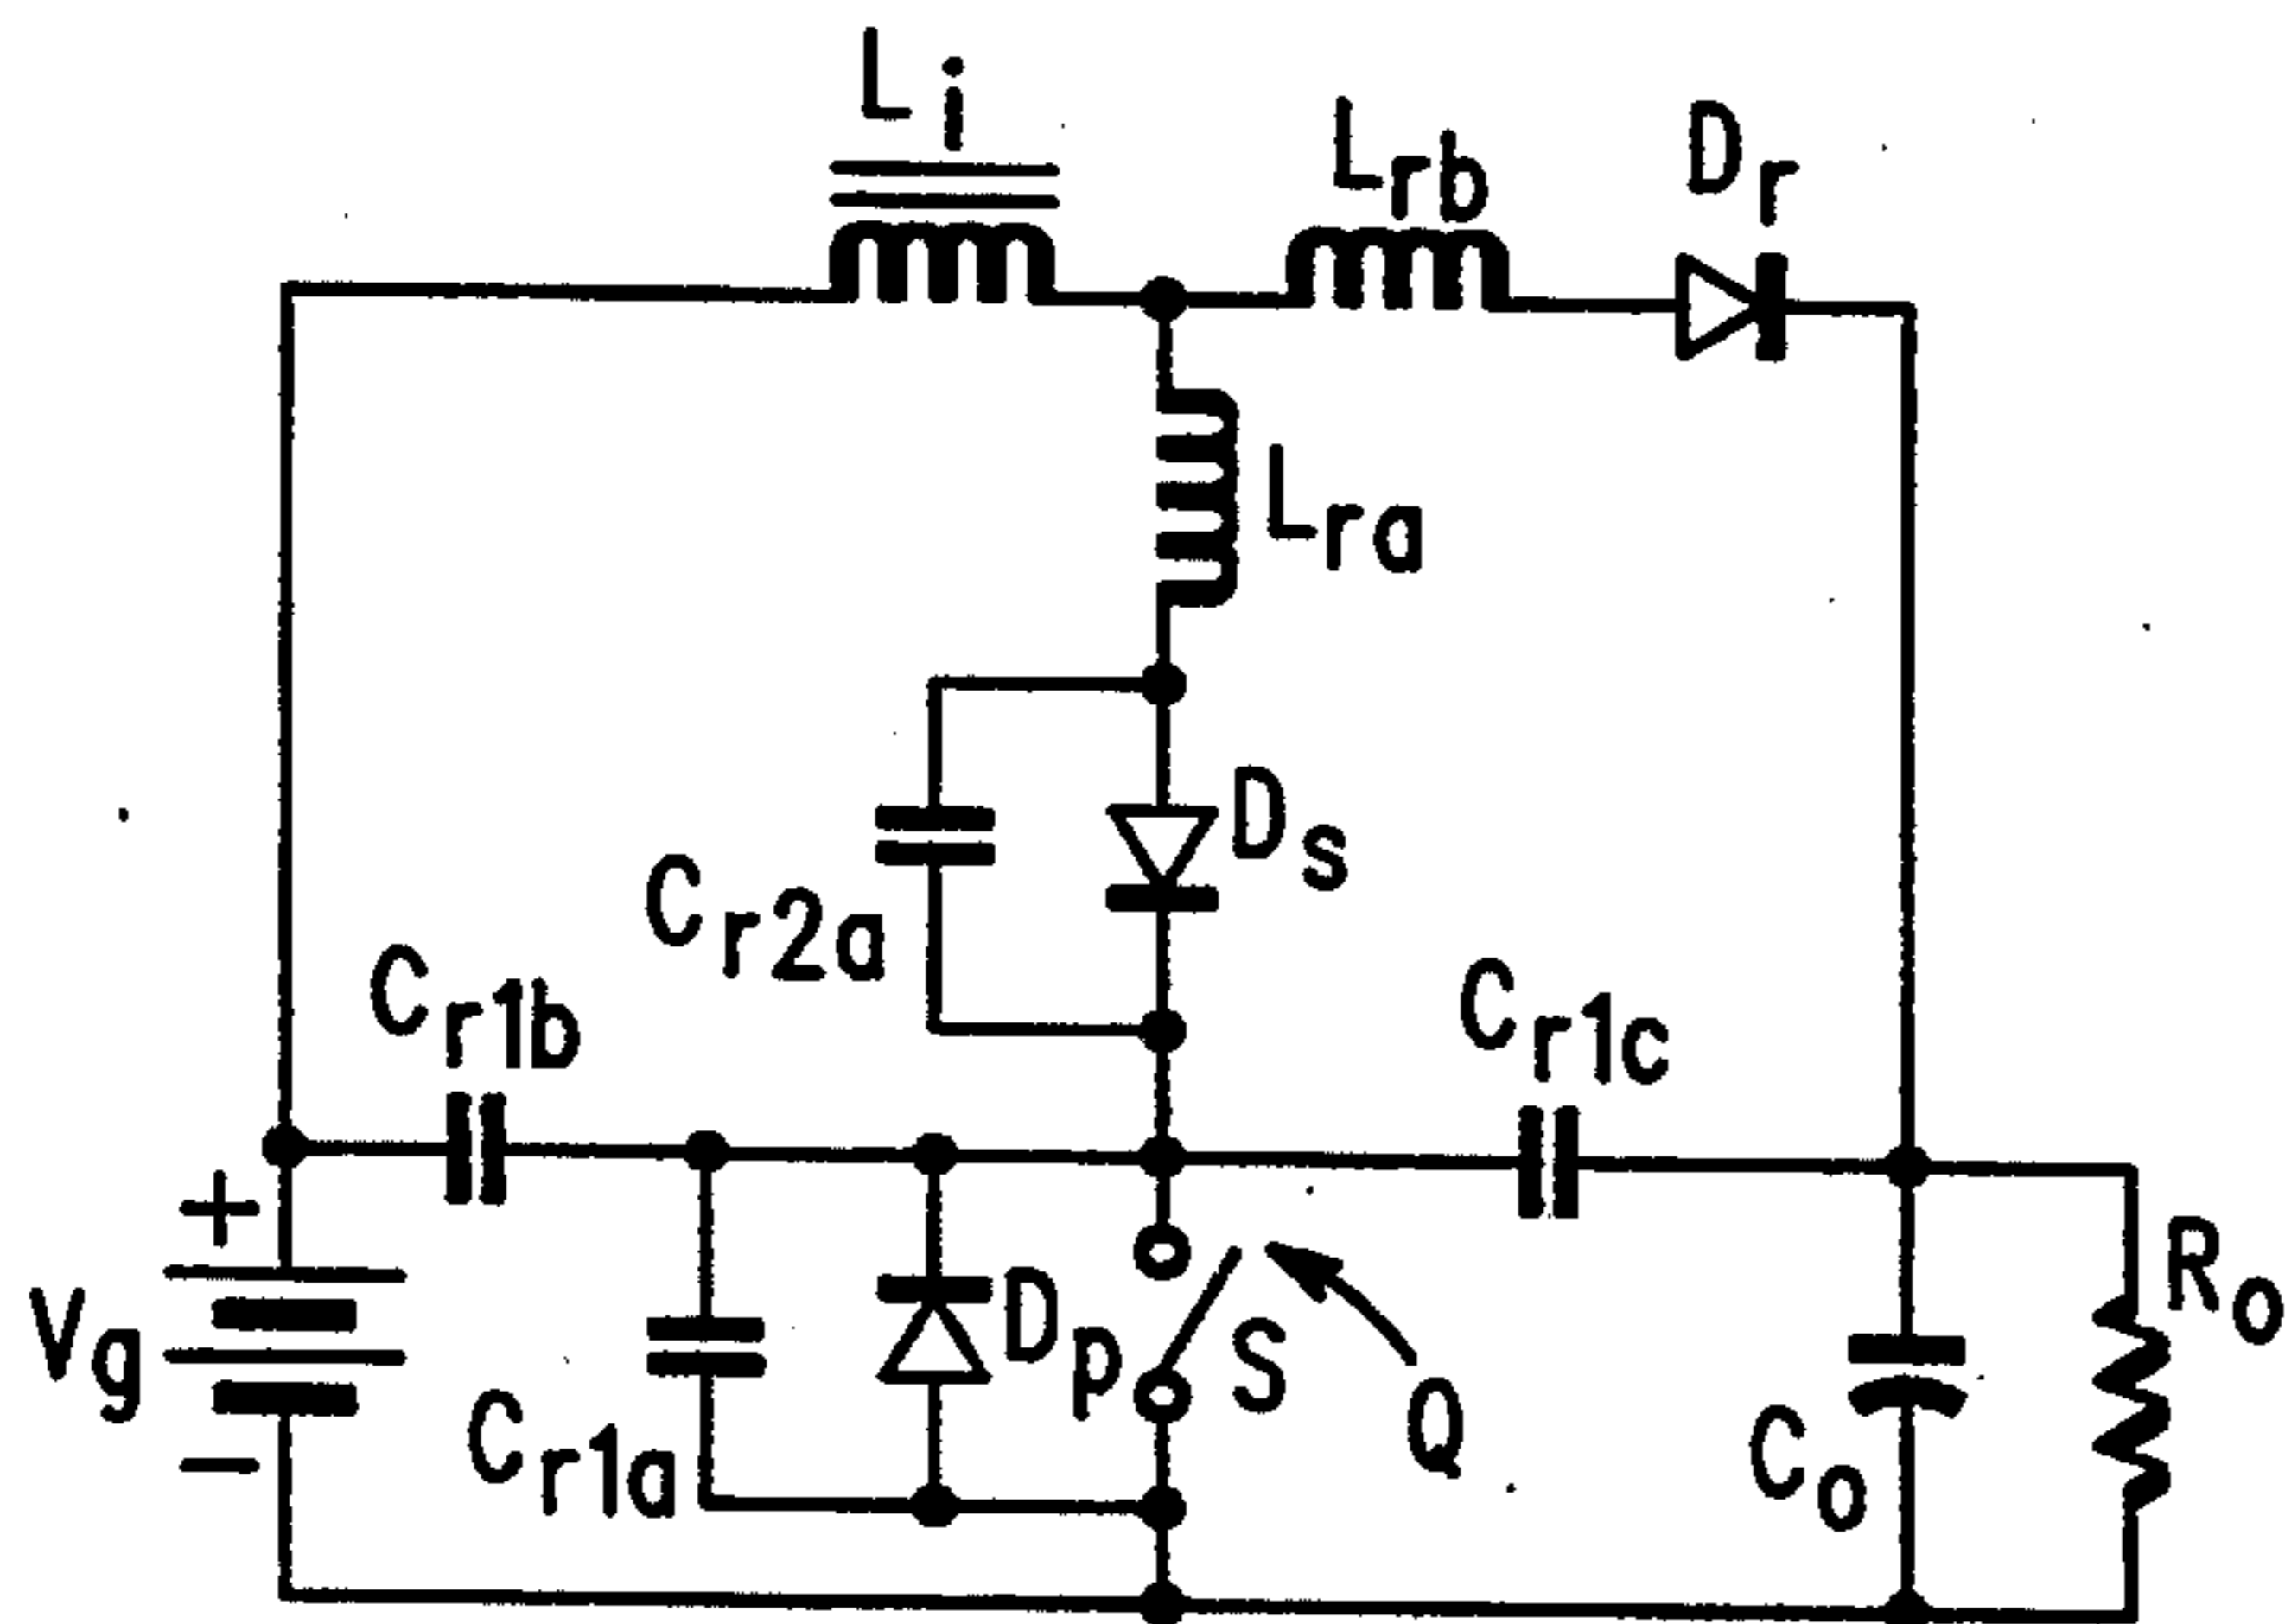 Li
Lrb
Dr
Lra
Ds
Cr2a
Cr1b
Cr1c
+
Vg
−
Cr1a
Dp
S
Q
Co
Ro